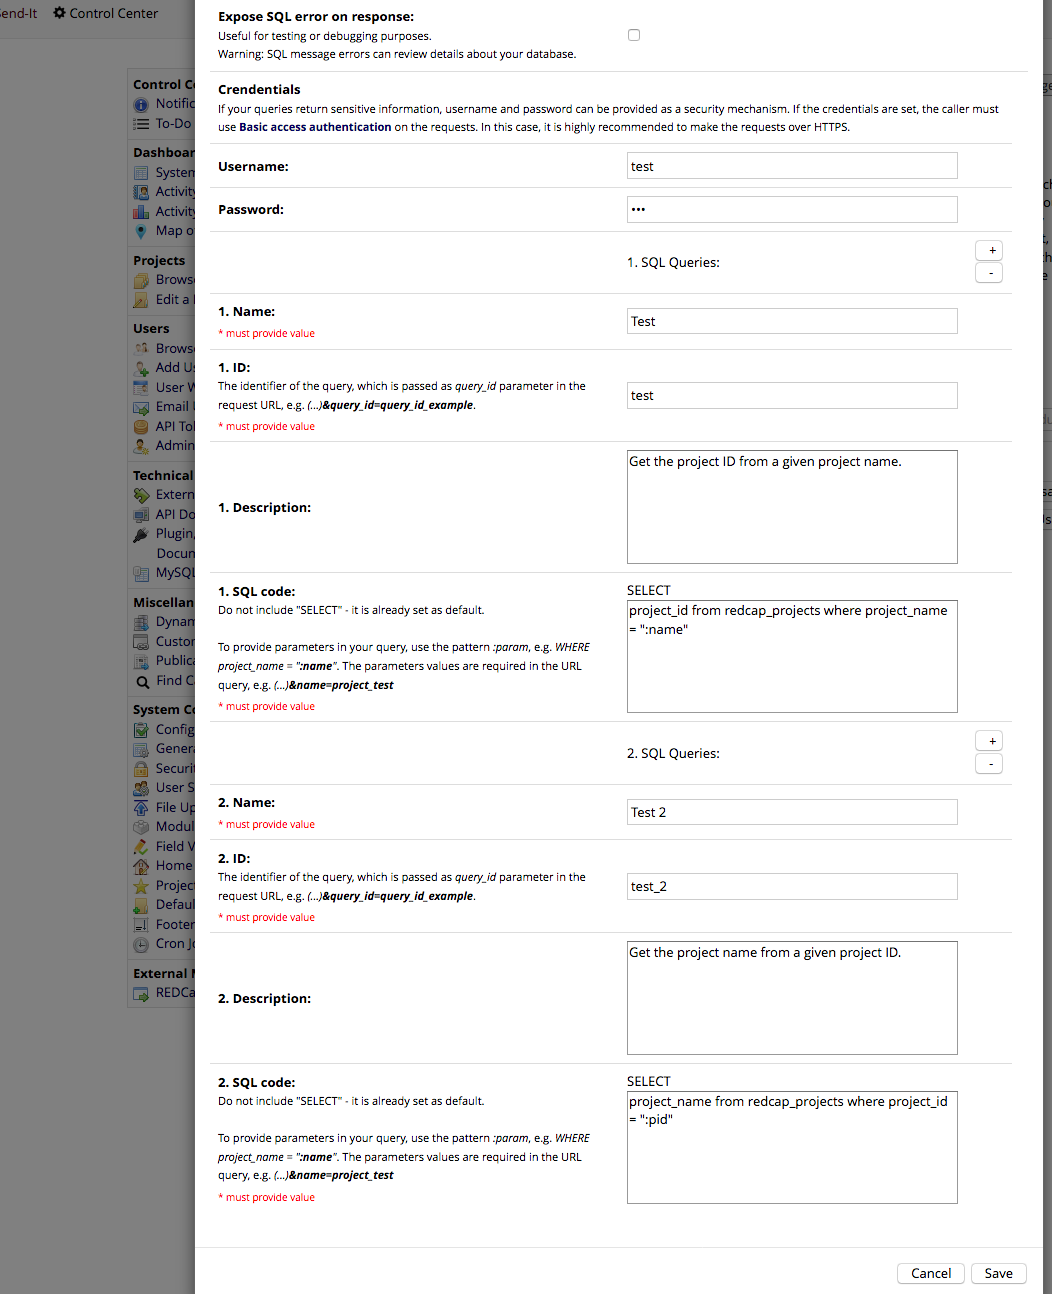 Send-It Control Center
Control C
Notific
To-Do
Dashboar
System
Activity
Activity
Map o
Projects
Brows
Edit a
Users
Brows
Add U
User W
Email
API To
Admin
Technical
Extern
API Do
Plugin,
Docun
MySQL
Miscellan
Dynam
Custor
Publica
Find C
System Co
Config
Genera
Securit
User S
File Up
Modul
Field V
Home
Projec
Defaul
Footer
Cron Jo
External
REDCa
Expose SQL error on response:
Useful for testing or debugging purposes.
Warning: SQL message errors can review details about your database.
Crendentials
If your queries return sensitive information, username and password can be provided as a security mechanism. If the credentials are set, the caller must
use Basic access authentication on the requests. In this case, it is highly recommended to make the requests over HTTPS.
Username:
test
Password:
•••
1. SQL Queries:
+
-
1. Name:
* must provide value
Test
1. ID:
The identifier of the query, which is passed as query_id parameter in the
request URL, e.g. (...)&query_id=query_id_example.
* must provide value
test
1. Description:
Get the project ID from a given project name.
1. SQL code:
Do not include "SELECT" - it is already set as default.
To provide parameters in your query, use the pattern :param, e.g. WHERE
project_name = ":name". The parameters values are required in the URL
query, e.g. (...)&name=project_test
* must provide value
SELECT
project_id from redcap_projects where project_name
= ":name"
2. SQL Queries:
+
-
2. Name:
* must provide value
Test 2
2. ID:
The identifier of the query, which is passed as query_id parameter in the
request URL, e.g. (...)&query_id=query_id_example.
* must provide value
test_2
2. Description:
Get the project name from a given project ID.
2. SQL code:
Do not include "SELECT" - it is already set as default.
To provide parameters in your query, use the pattern :param, e.g. WHERE
project_name = ":name". The parameters values are required in the URL
query, e.g. (...)&name=project_test
* must provide value
SELECT
project_name from redcap_projects where project_id
= ":pid"
Cancel
Save